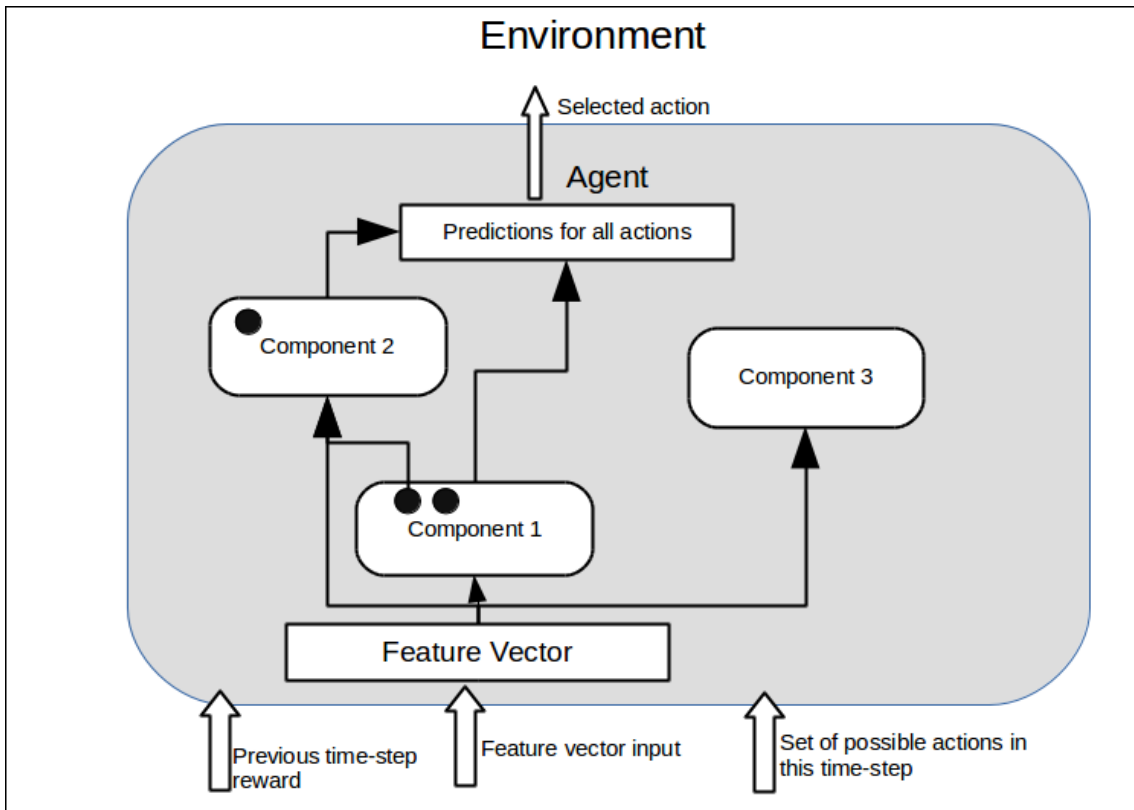 Environment
Selected action
Agent
Predictions for all actions
Component 2
Component 3
Component 1
Feature Vector
Previous time-step
reward
Feature vector input
Set of possible actions in
this time-step